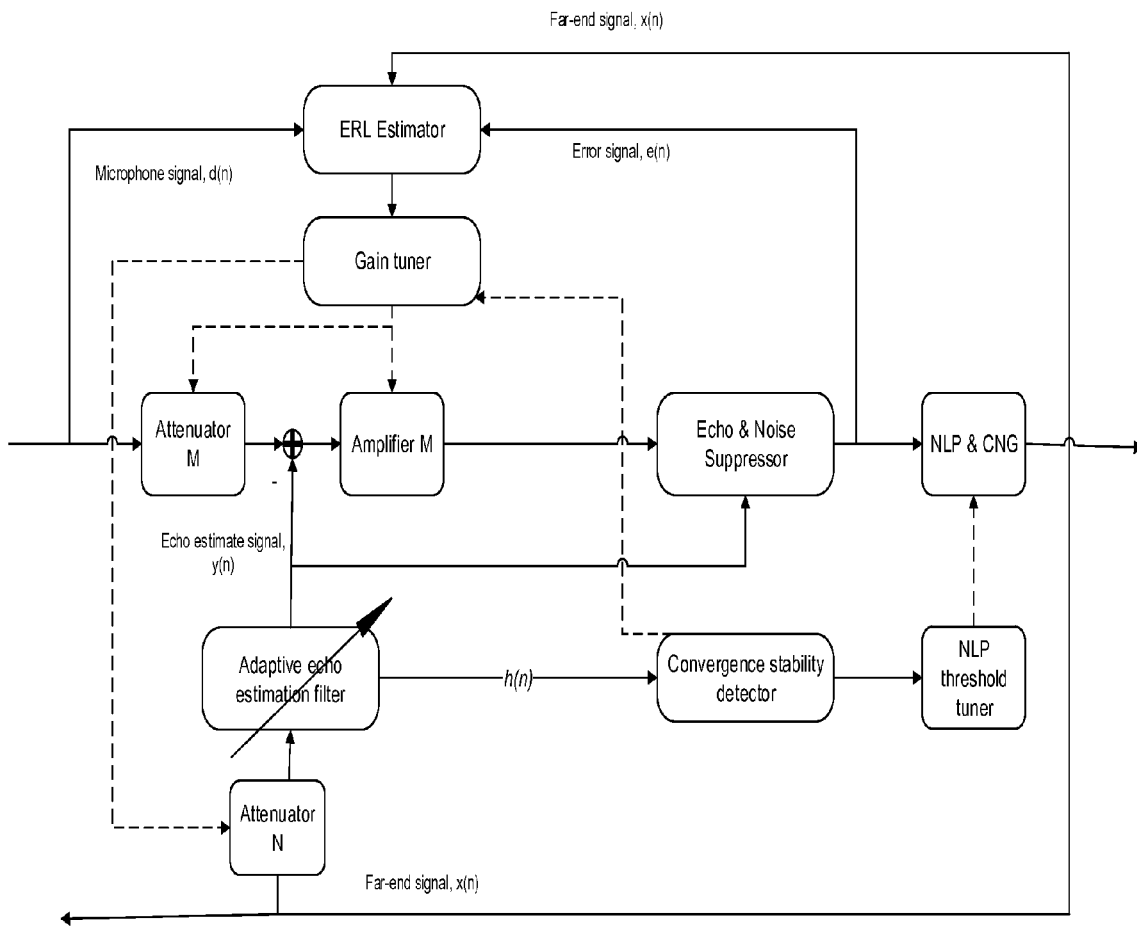 Far-end signal, x(n)
ERL Estimator
Error signal, e(n)
Microphone signal, d(n)
Gain tuner
Attenuator
M
Amplifier M
Echo & Noise
Suppressor
NLP & CNG
-
Echo estimate signal,
y(n)
Adaptive echo
estimation filter
h(n)
Convergence stability
detector
NLP
threshold
tuner
Attenuator
N
Far-end signal, x(n)